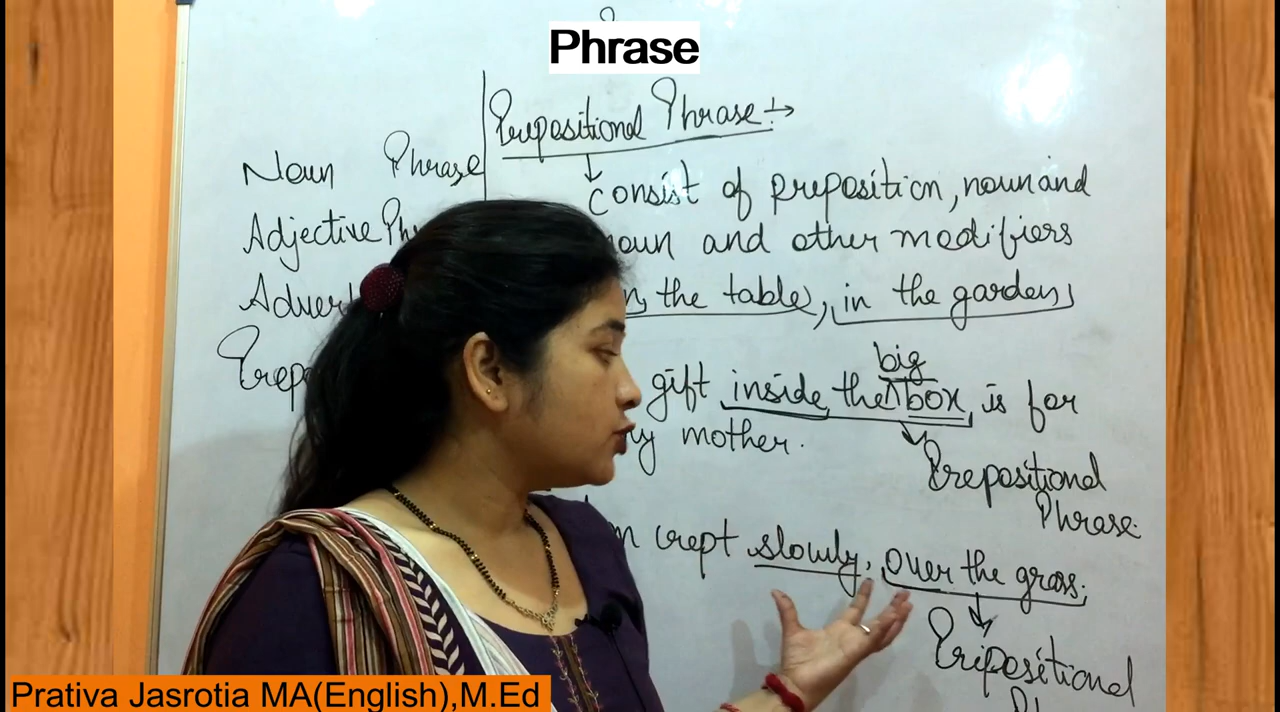 Phrase
Prepositional Phrase :→
Noun Phrase
consist of preposition, noun and
Adjective
noun and other modifiers
the table, in the garden,
gift inside the big box, is for
mother.
Prepositional
Phrase.
crept slowly, over the grass.
Pripositional
Prativa Jasrotia MA(English),M.Ed